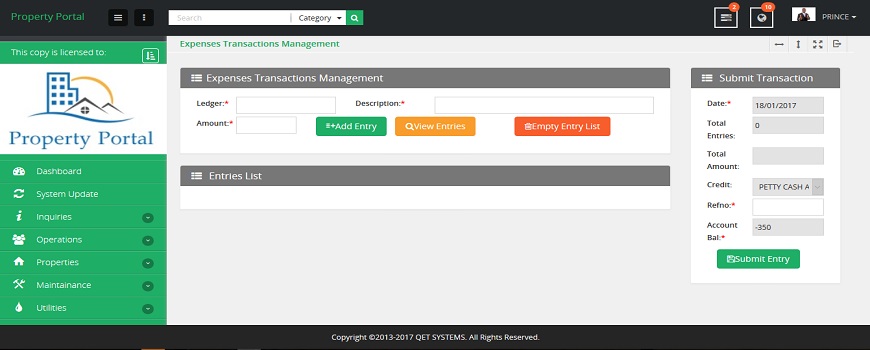 Property Portal
Search
Category
2
10
PRINCE
This copy is licensed to:
Property Portal
Dashboard
System Update
Inquiries
Operations
Properties
Maintainance
Utilities
Expenses Transactions Management
Expenses Transactions Management
Ledger:*
Description:*
Amount:*
Add Entry
View Entries
Empty Entry List
Entries List
Submit Transaction
Date:* 18/01/2017
Total Entries: 0
Total Amount:
Credit: PETTY CASH A
Refno:*
Account Bal:* -350
Submit Entry
Copyright ©2013-2017 QET SYSTEMS. All Rights Reserved.